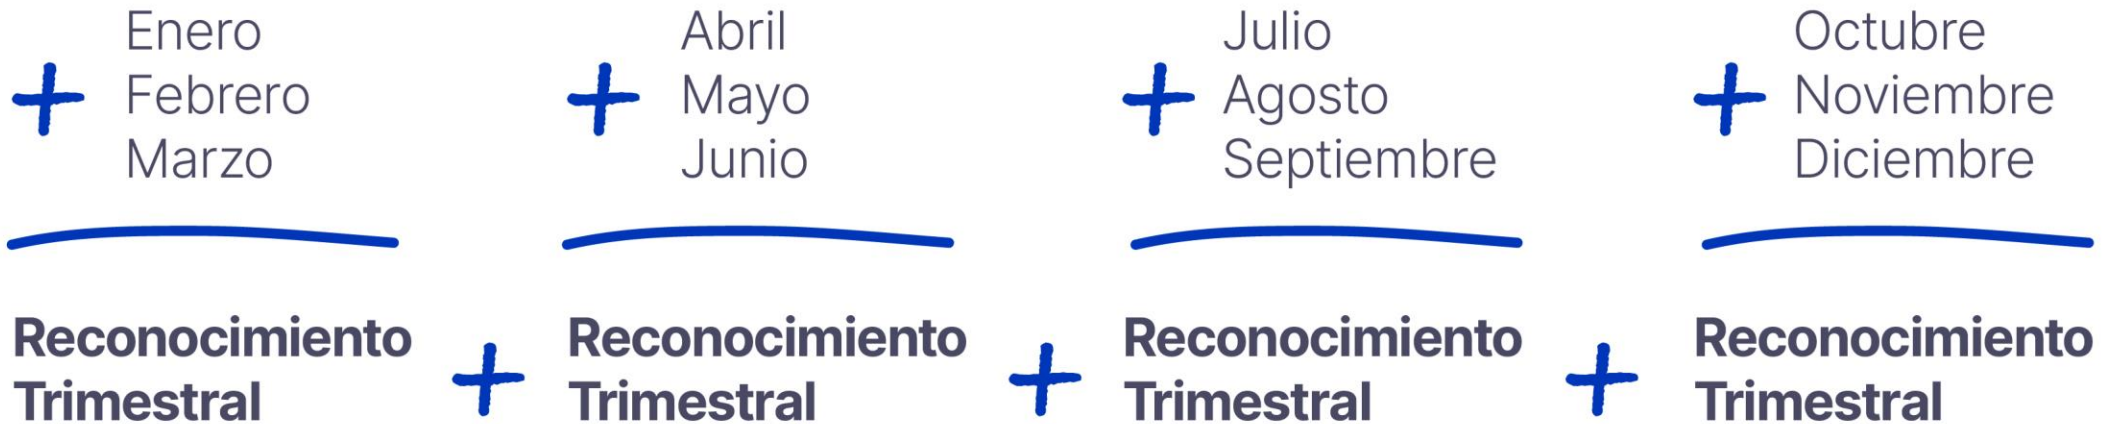 Enero
Febrero
Marzo
+
Reconocimiento
Trimestral
+
Abril
Mayo
Junio
+
Reconocimiento
Trimestral
+
Julio
Agosto
Septiembre
+
Reconocimiento
Trimestral
+
Octubre
Noviembre
Diciembre
+
Reconocimiento
Trimestral